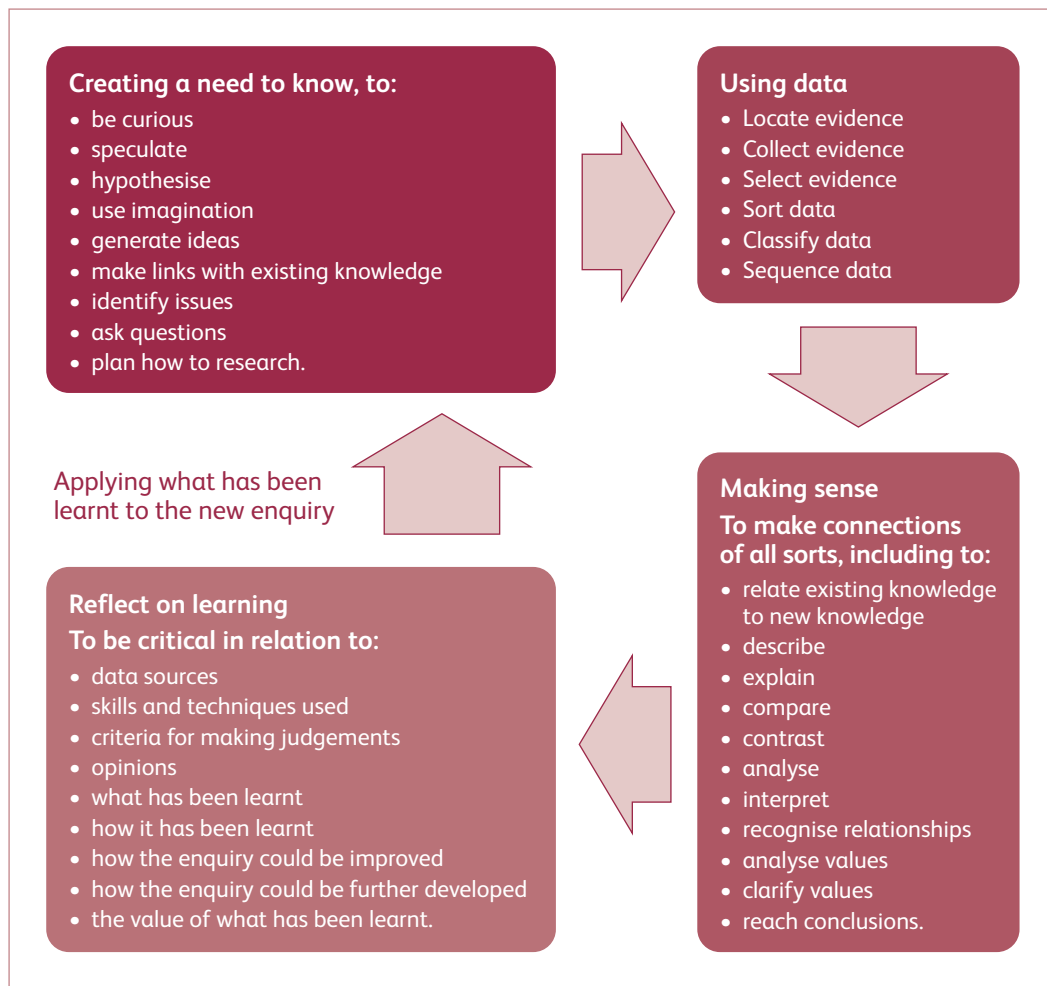 Creating a need to know, to:
• be curious
• speculate
• hypothesise
• use imagination
• generate ideas
• make links with existing knowledge
• identify issues
• ask questions
• plan how to research.
Using data
• Locate evidence
• Collect evidence
• Select evidence
• Sort data
• Classify data
• Sequence data
Making sense
To make connections
of all sorts, including to:
• relate existing knowledge
to new knowledge
• describe
• explain
• compare
• contrast
• analyse
• interpret
• recognise relationships
• analyse values
• clarify values
• reach conclusions.
Reflect on learning
To be critical in relation to:
• data sources
• skills and techniques used
• criteria for making judgements
• opinions
• what has been learnt
• how it has been learnt
• how the enquiry could be improved
• how the enquiry could be further developed
• the value of what has been learnt.
Applying what has been
learnt to the new enquiry